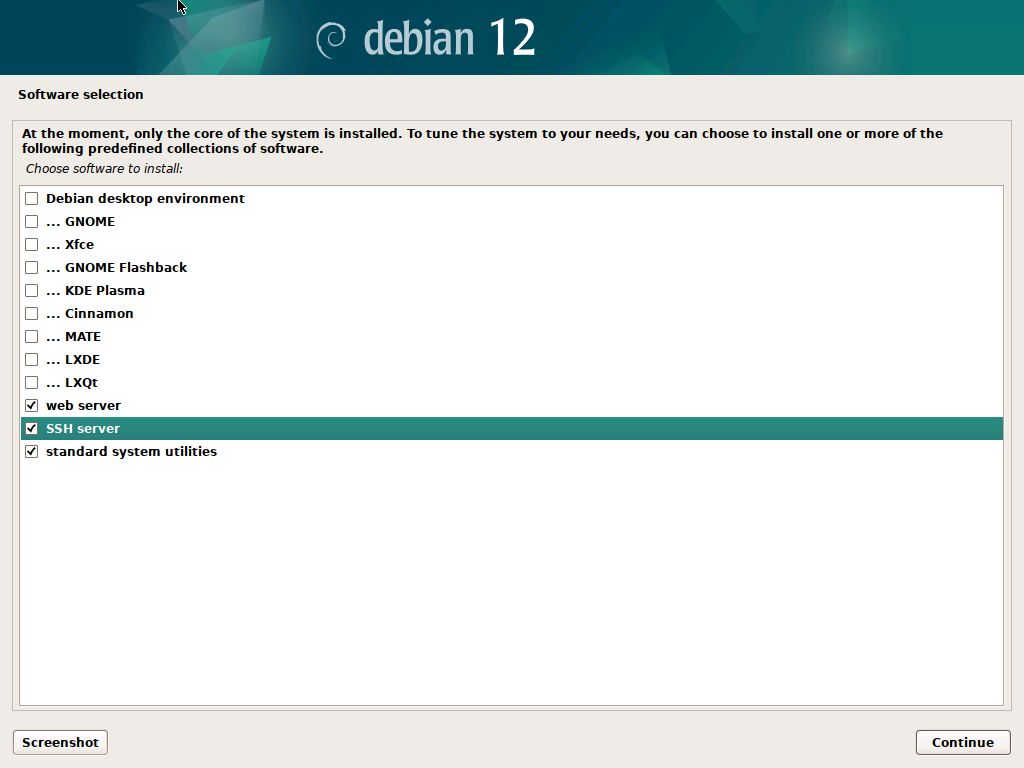 debian 12
Software selection
At the moment, only the core of the system is installed. To tune the system to your needs, you can choose to install one or more of the
following predefined collections of software.
Choose software to install:
Debian desktop environment
... GNOME
... Xfce
... GNOME Flashback
... KDE Plasma
... Cinnamon
... MATE
... LXDE
... LXQt
web server
SSH server
standard system utilities
Screenshot
Continue